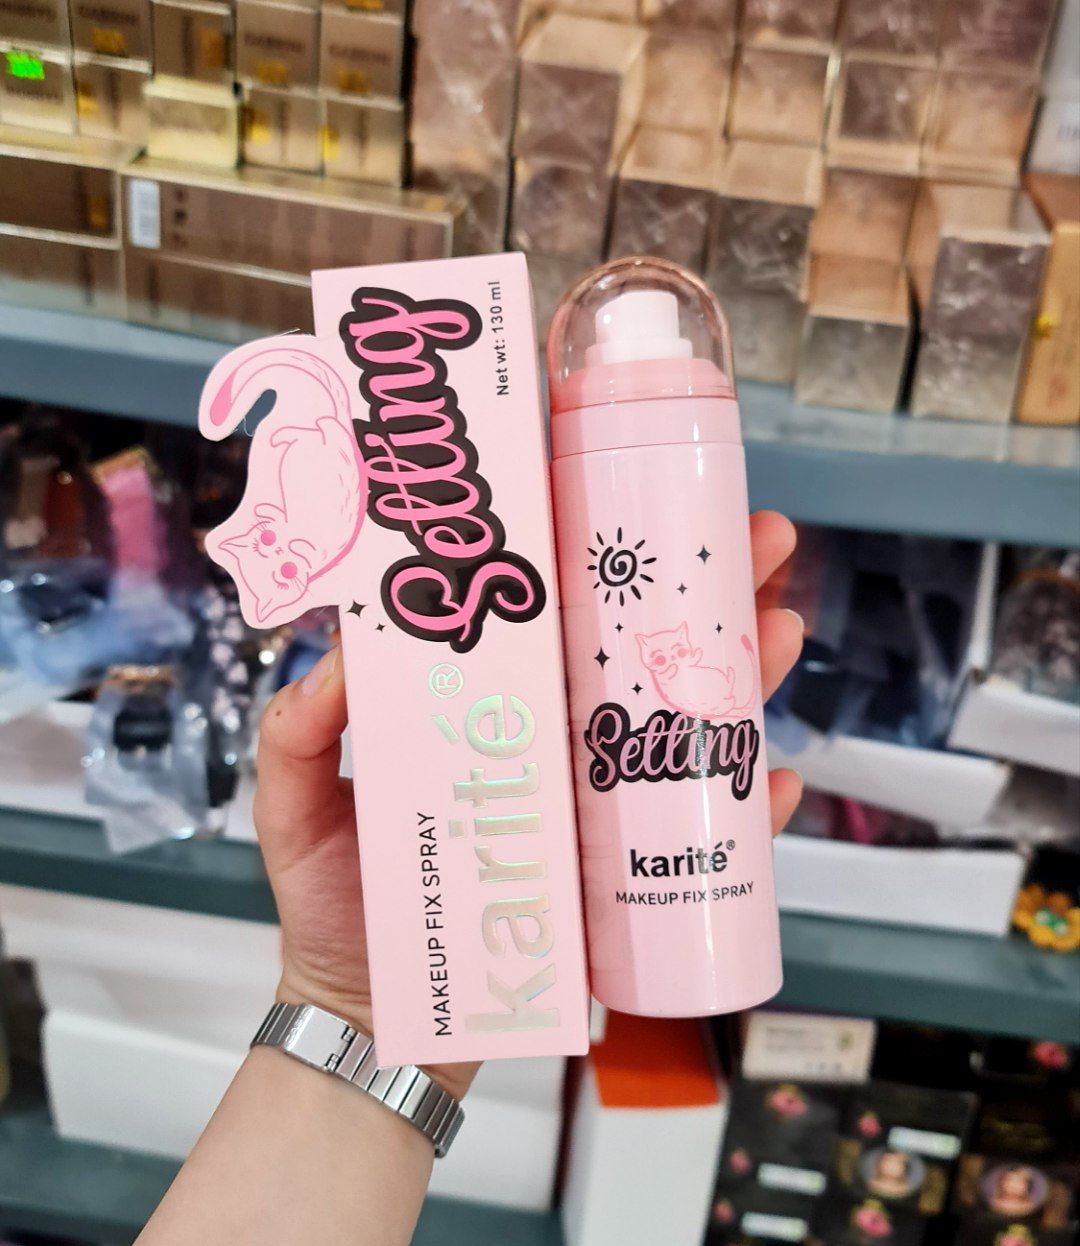 Setting
Net wt: 130 ml
karité®
MAKEUP FIX SPRAY
Setting
karité®
MAKEUP FIX SPRAY